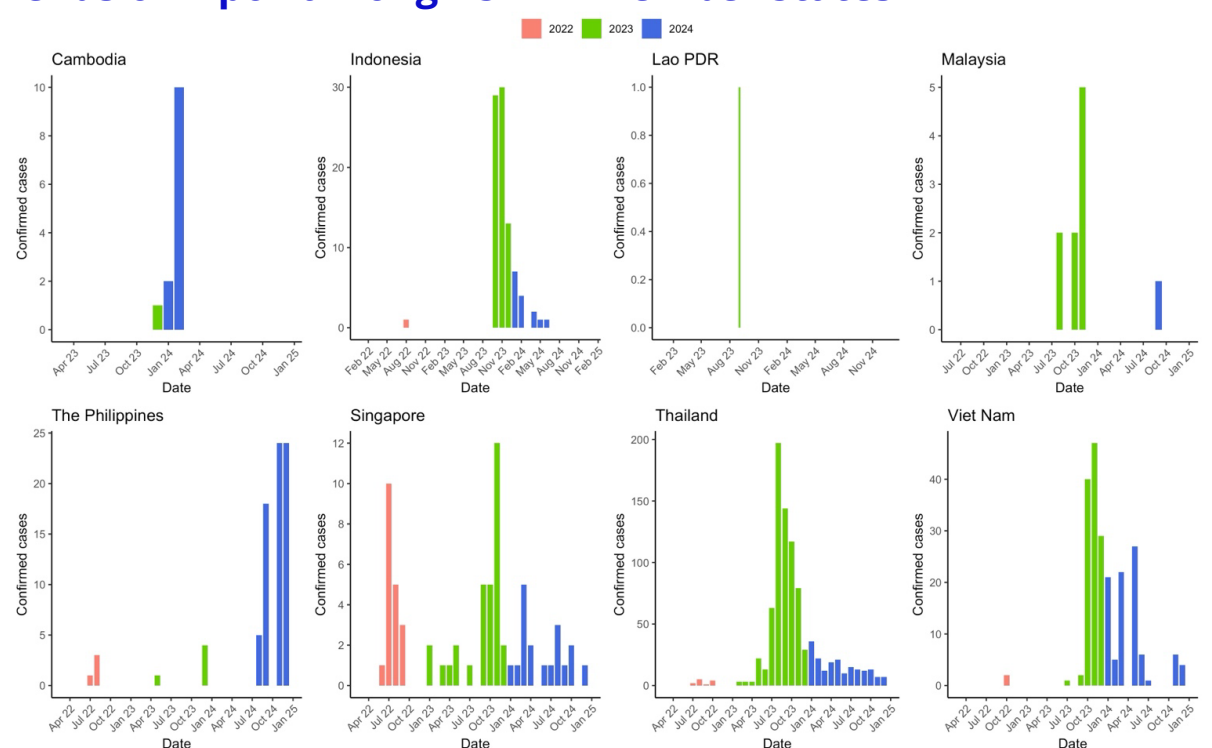 2022 2023 2024
Cambodia
Confirmed cases
10
8
6
4
2
0
Apr 23 Jul 23 Oct 23 Jan 24 Apr 24 Jul 24 Oct 24 Jan 25
Date
Indonesia
Confirmed cases
30
20
10
0
Feb 22 May 22 Aug 22 Nov 22 Feb 23 May 23 Aug 23 Nov 23 Feb 24 May 24 Aug 24 Nov 24 Feb 25
Date
Lao PDR
Confirmed cases
1.0
0.8
0.6
0.4
0.2
0.0
Feb 23 May 23 Aug 23 Nov 23 Feb 24 May 24 Aug 24 Nov 24
Date
Malaysia
Confirmed cases
5
4
3
2
1
0
Jul 22 Oct 22 Jan 23 Apr 23 Jul 23 Oct 23 Jan 24 Apr 24 Jul 24 Oct 24 Jan 25
Date
The Philippines
Confirmed cases
25
20
15
10
5
0
Apr 22 Jul 22 Oct 22 Jan 23 Apr 23 Jul 23 Oct 23 Jan 24 Apr 24 Jul 24 Oct 24 Jan 25
Date
Singapore
Confirmed cases
12
10
8
6
4
2
0
Apr 22 Jul 22 Oct 22 Jan 23 Apr 23 Jul 23 Oct 23 Jan 24 Apr 24 Jul 24 Oct 24 Jan 25
Date
Thailand
Confirmed cases
200
150
100
50
0
Apr 22 Jul 22 Oct 22 Jan 23 Apr 23 Jul 23 Oct 23 Jan 24 Apr 24 Jul 24 Oct 24 Jan 25
Date
Viet Nam
Confirmed cases
40
30
20
10
0
Apr 22 Jul 22 Oct 22 Jan 23 Apr 23 Jul 23 Oct 23 Jan 24 Apr 24 Jul 24 Oct 24 Jan 25
Date